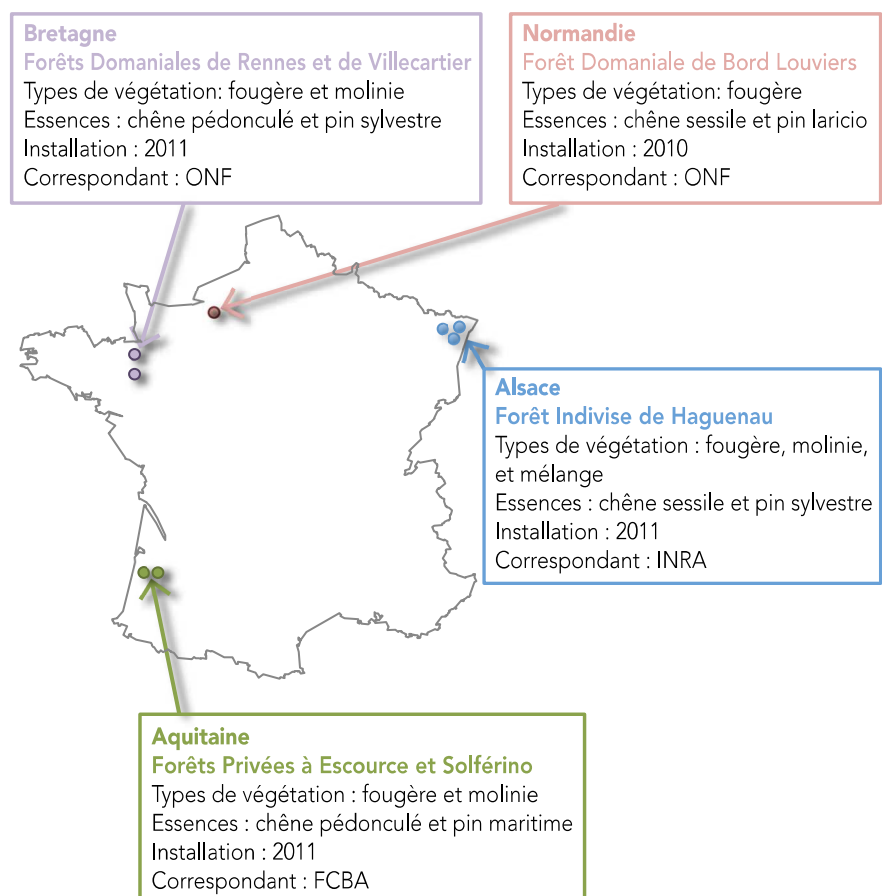 Bretagne
Forêts Domaniales de Rennes et de Villecartier
Types de végétation: fougère et molinie
Essences : chêne pédonculé et pin sylvestre
Installation : 2011
Correspondant : ONF
Normandie
Forêt Domaniale de Bord Louviers
Types de végétation: fougère
Essences : chêne sessile et pin laricio
Installation : 2010
Correspondant : ONF
Alsace
Forêt Indivise de Haguenau
Types de végétation : fougère, molinie,
et mélange
Essences : chêne sessile et pin sylvestre
Installation : 2011
Correspondant : INRA
Aquitaine
Forêts Privées à Escource et Solférino
Types de végétation : fougère et molinie
Essences : chêne pédonculé et pin maritime
Installation : 2011
Correspondant : FCBA